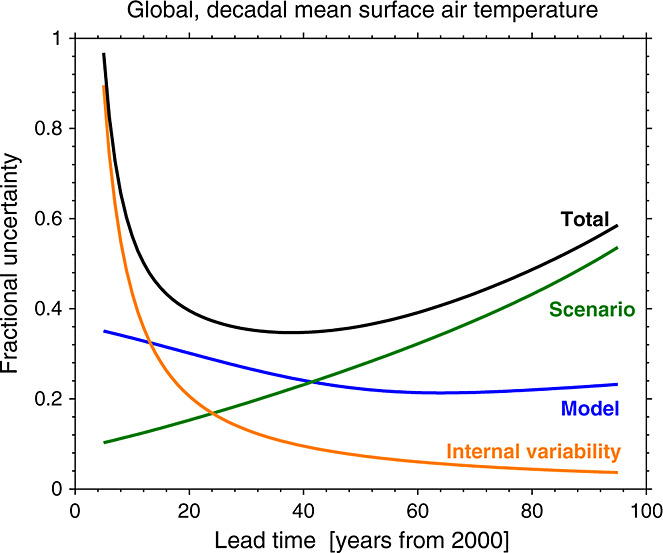 Global, decadal mean surface air temperature
1
0.8
0.6
0.4
0.2
0
Fractional uncertainty
Total
Scenario
Model
Internal variability
0 20 40 60 80 100
Lead time [years from 2000]